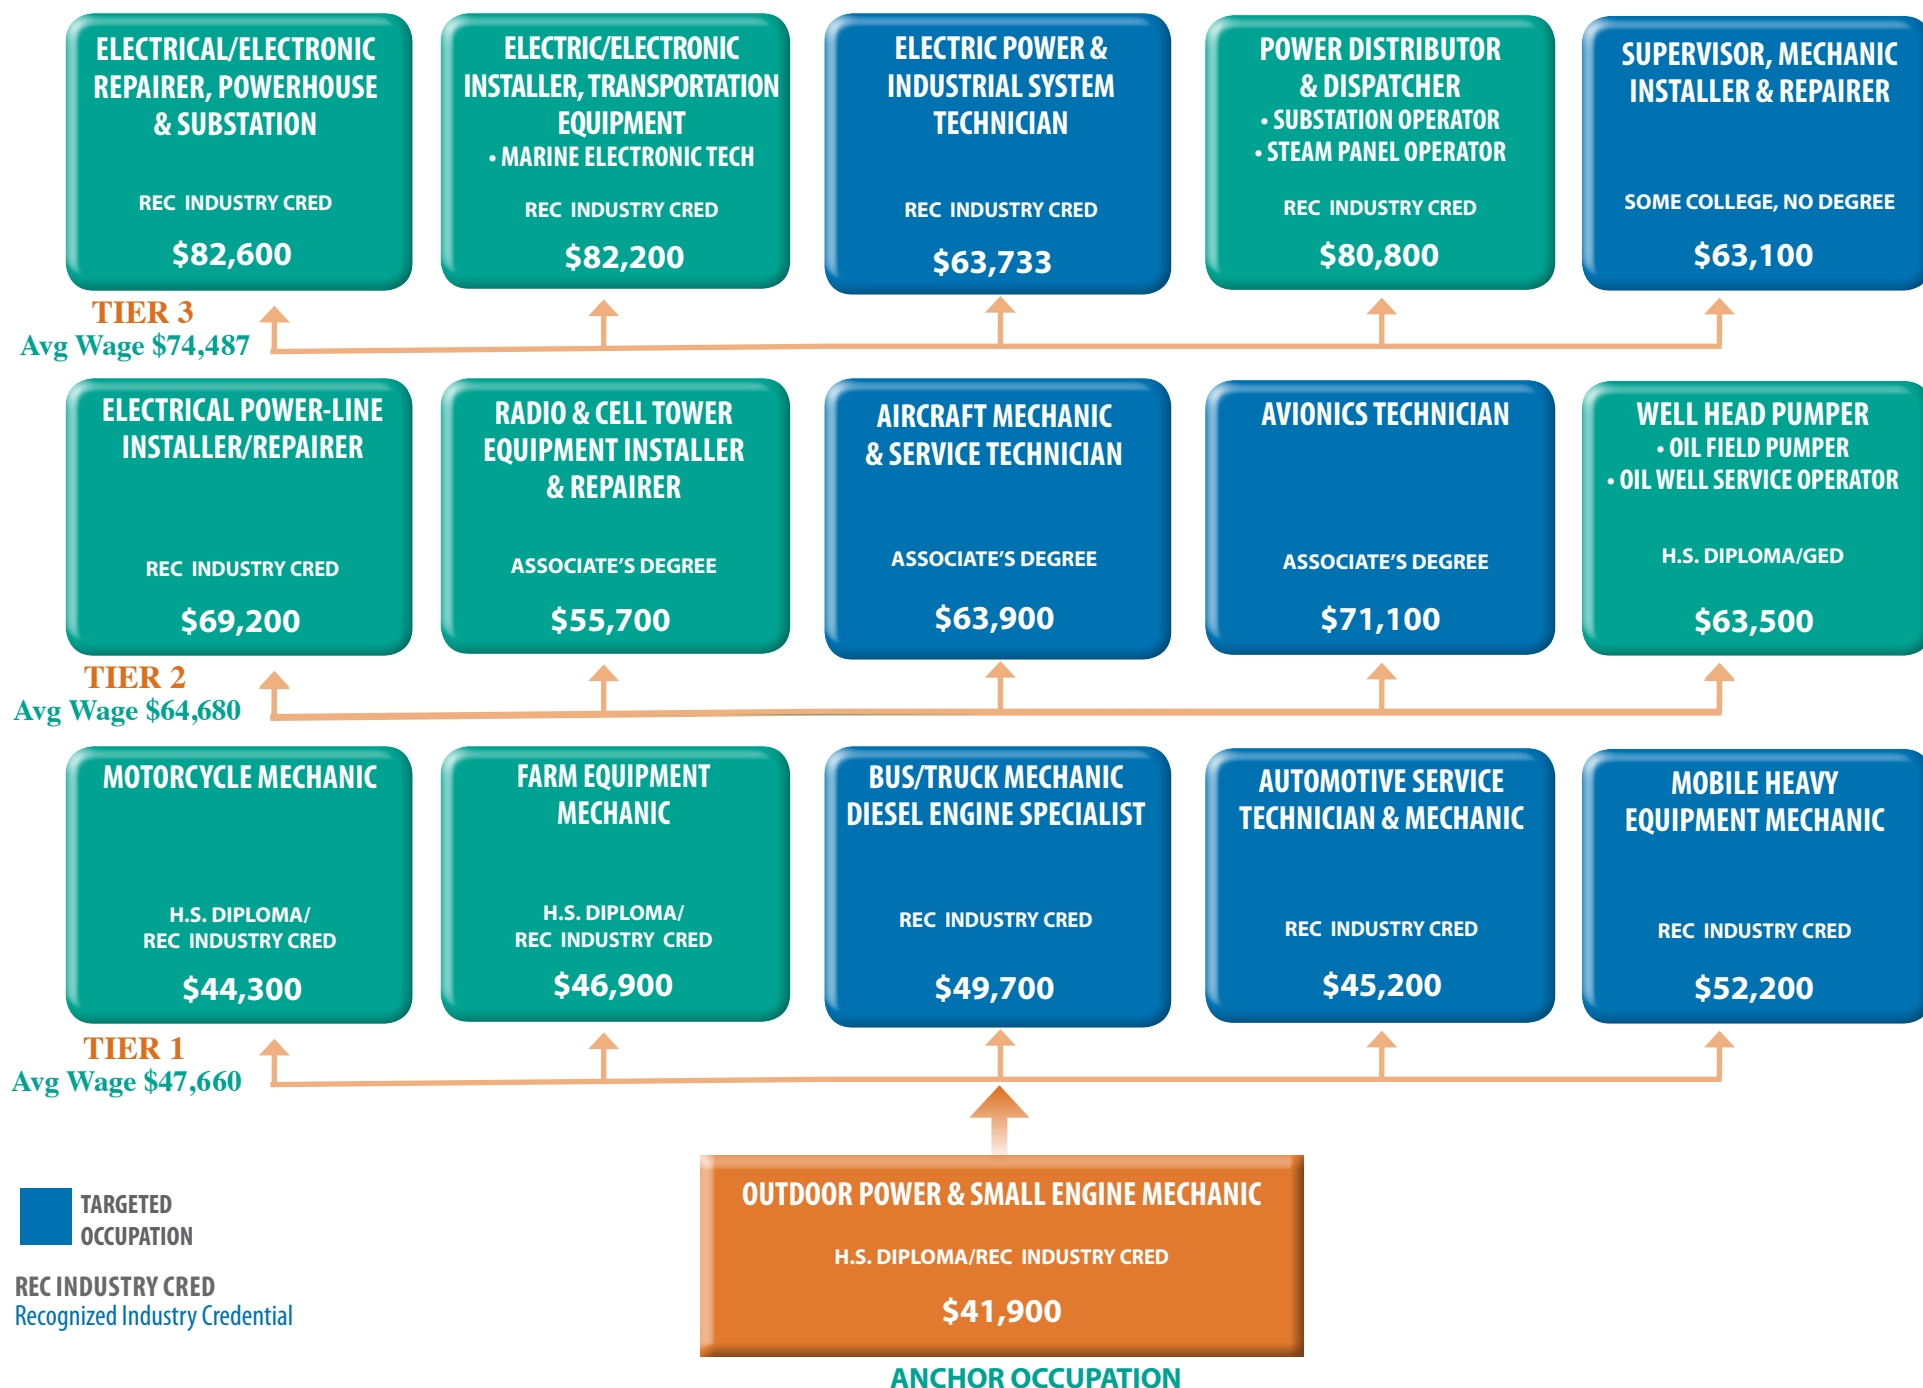 ELECTRICAL/ELECTRONIC
REPAIRER, POWERHOUSE
& SUBSTATION
REC INDUSTRY CRED
$82,600
ELECTRIC/ELECTRONIC
INSTALLER, TRANSPORTATION
EQUIPMENT
• MARINE ELECTRONIC TECH
REC INDUSTRY CRED
$82,200
ELECTRIC POWER &
INDUSTRIAL SYSTEM
TECHNICIAN
REC INDUSTRY CRED
$63,733
POWER DISTRIBUTOR
& DISPATCHER
• SUBSTATION OPERATOR
• STEAM PANEL OPERATOR
REC INDUSTRY CRED
$80,800
SUPERVISOR, MECHANIC
INSTALLER & REPAIRER
SOME COLLEGE, NO DEGREE
$63,100
TIER 3
Avg Wage $74,487
ELECTRICAL POWER-LINE
INSTALLER/REPAIRER
REC INDUSTRY CRED
$69,200
RADIO & CELL TOWER
EQUIPMENT INSTALLER
& REPAIRER
ASSOCIATE’S DEGREE
$55,700
AIRCRAFT MECHANIC
& SERVICE TECHNICIAN
ASSOCIATE’S DEGREE
$63,900
AVIONICS TECHNICIAN
ASSOCIATE’S DEGREE
$71,100
WELL HEAD PUMPER
• OIL FIELD PUMPER
• OIL WELL SERVICE OPERATOR
H.S. DIPLOMA/GED
$63,500
TIER 2
Avg Wage $64,680
MOTORCYCLE MECHANIC
H.S. DIPLOMA/
REC INDUSTRY CRED
$44,300
FARM EQUIPMENT
MECHANIC
H.S. DIPLOMA/
REC INDUSTRY CRED
$46,900
BUS/TRUCK MECHANIC
DIESEL ENGINE SPECIALIST
REC INDUSTRY CRED
$49,700
AUTOMOTIVE SERVICE
TECHNICIAN & MECHANIC
REC INDUSTRY CRED
$45,200
MOBILE HEAVY
EQUIPMENT MECHANIC
REC INDUSTRY CRED
$52,200
TIER 1
Avg Wage $47,660
OUTDOOR POWER & SMALL ENGINE MECHANIC
H.S. DIPLOMA/REC INDUSTRY CRED
$41,900
ANCHOR OCCUPATION
TARGETED
OCCUPATION
REC INDUSTRY CRED
Recognized Industry Credential